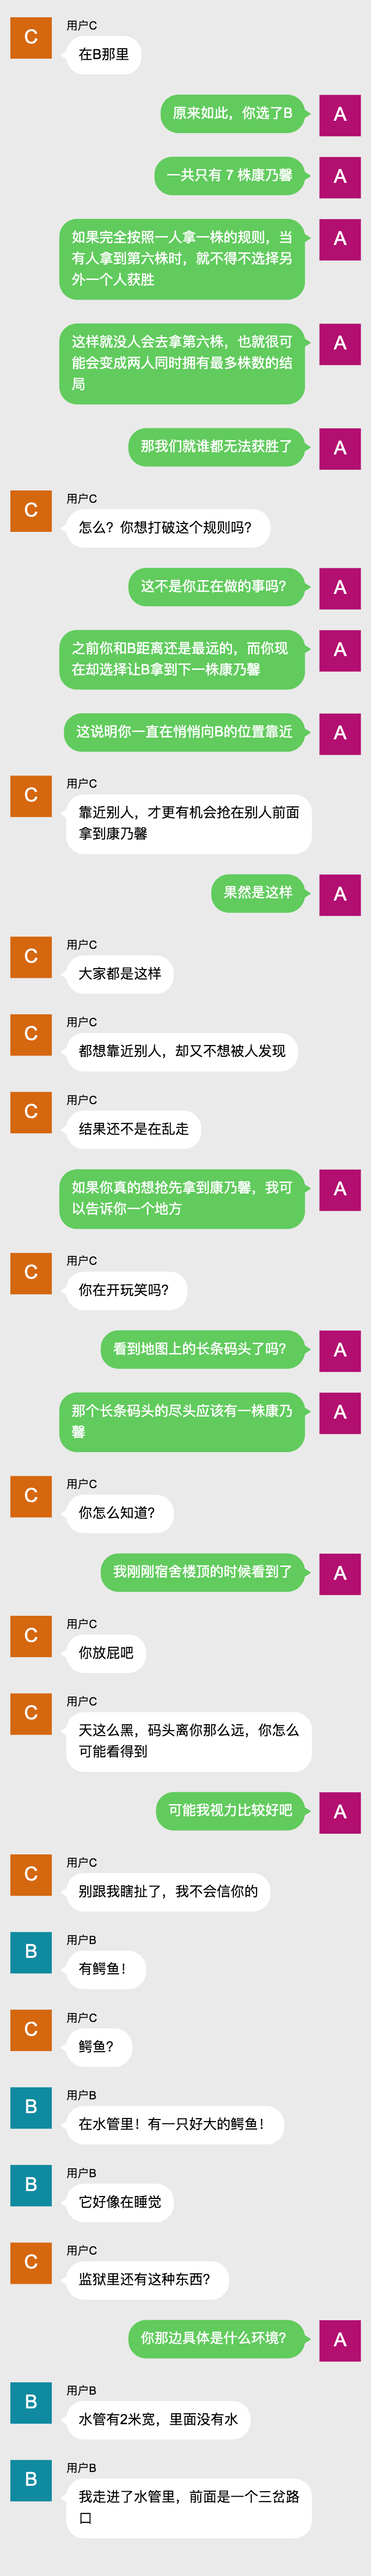 C
用户C
在B那里
原来如此，你选了B
A
一共只有 7 株康乃馨
A
如果完全按照一人拿一株的规则，当
有人拿到第六株时，就不得不选择另
外一个人获胜
A
这样就没人会去拿第六株，也就很可
能会变成两人同时拥有最多株数的结
局
A
那我们就谁都无法获胜了
A
C
用户C
怎么？你想打破这个规则吗？
这不是你正在做的事吗？
A
之前你和B距离还是最远的，而你现
在却选择让B拿到下一株康乃馨
A
这说明你一直在悄悄向B的位置靠近
A
C
用户C
靠近别人，才更有机会抢在别人前面
拿到康乃馨
果然是这样
A
C
用户C
大家都是这样
C
用户C
都想靠近别人，却又不想被人发现
C
用户C
结果还不是在乱走
如果你真的想抢先拿到康乃馨，我可
以告诉你一个地方
A
C
用户C
你在开玩笑吗？
看到地图上的长条码头了吗？
A
那个长条码头的尽头应该有一株康乃
馨
A
C
用户C
你怎么知道？
我刚刚宿舍楼顶的时候看到了
A
C
用户C
你放屁吧
C
用户C
天这么黑，码头离你那么远，你怎么
可能看得到
可能我视力比较好吧
A
C
用户C
别跟我瞎扯了，我不会信你的
B
用户B
有鳄鱼！
C
用户C
鳄鱼？
B
用户B
在水管里！有一只好大的鳄鱼！
B
用户B
它好像在睡觉
C
用户C
监狱里还有这种东西？
你那边具体是什么环境？
A
B
用户B
水管有2米宽，里面没有水
B
用户B
我走进了水管里，前面是一个三岔路
口